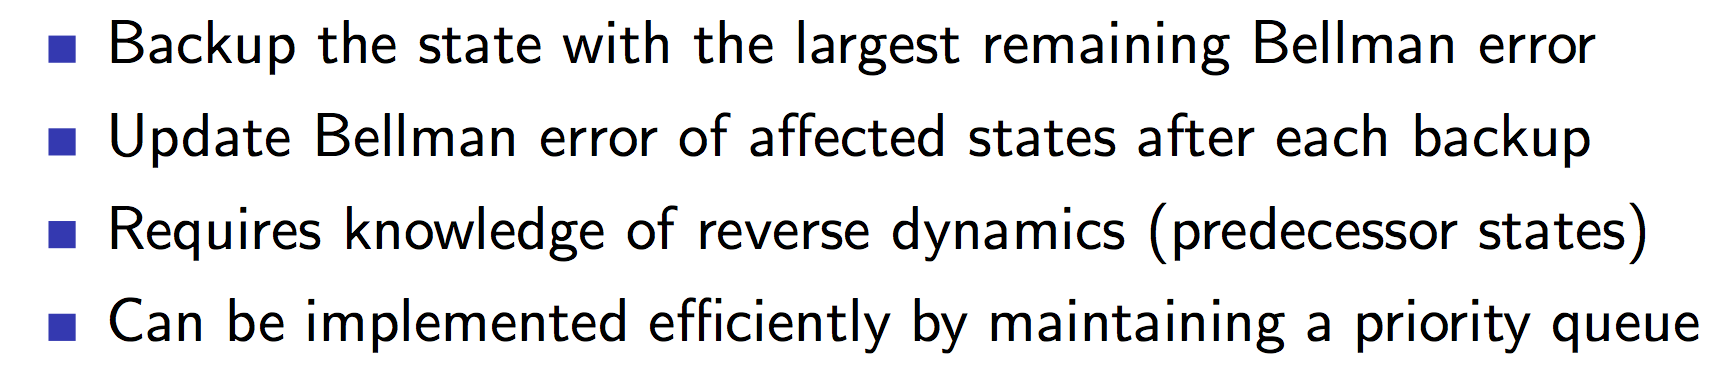 Backup the state with the largest remaining Bellman error
Update Bellman error of affected states after each backup
Requires knowledge of reverse dynamics (predecessor states)
Can be implemented efficiently by maintaining a priority queue